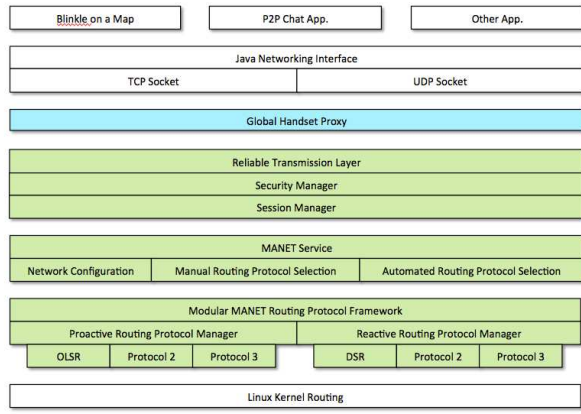 Blinkle on a Map
P2P Chat App.
Other App.
Java Networking Interface
TCP Socket
UDP Socket
Global Handset Proxy
Reliable Transmission Layer
Security Manager
Session Manager
MANET Service
Network Configuration
Manual Routing Protocol Selection
Automated Routing Protocol Selection
Modular MANET Routing Protocol Framework
Proactive Routing Protocol Manager
Reactive Routing Protocol Manager
OLSR
Protocol 2
Protocol 3
DSR
Protocol 2
Protocol 3
Linux Kernel Routing